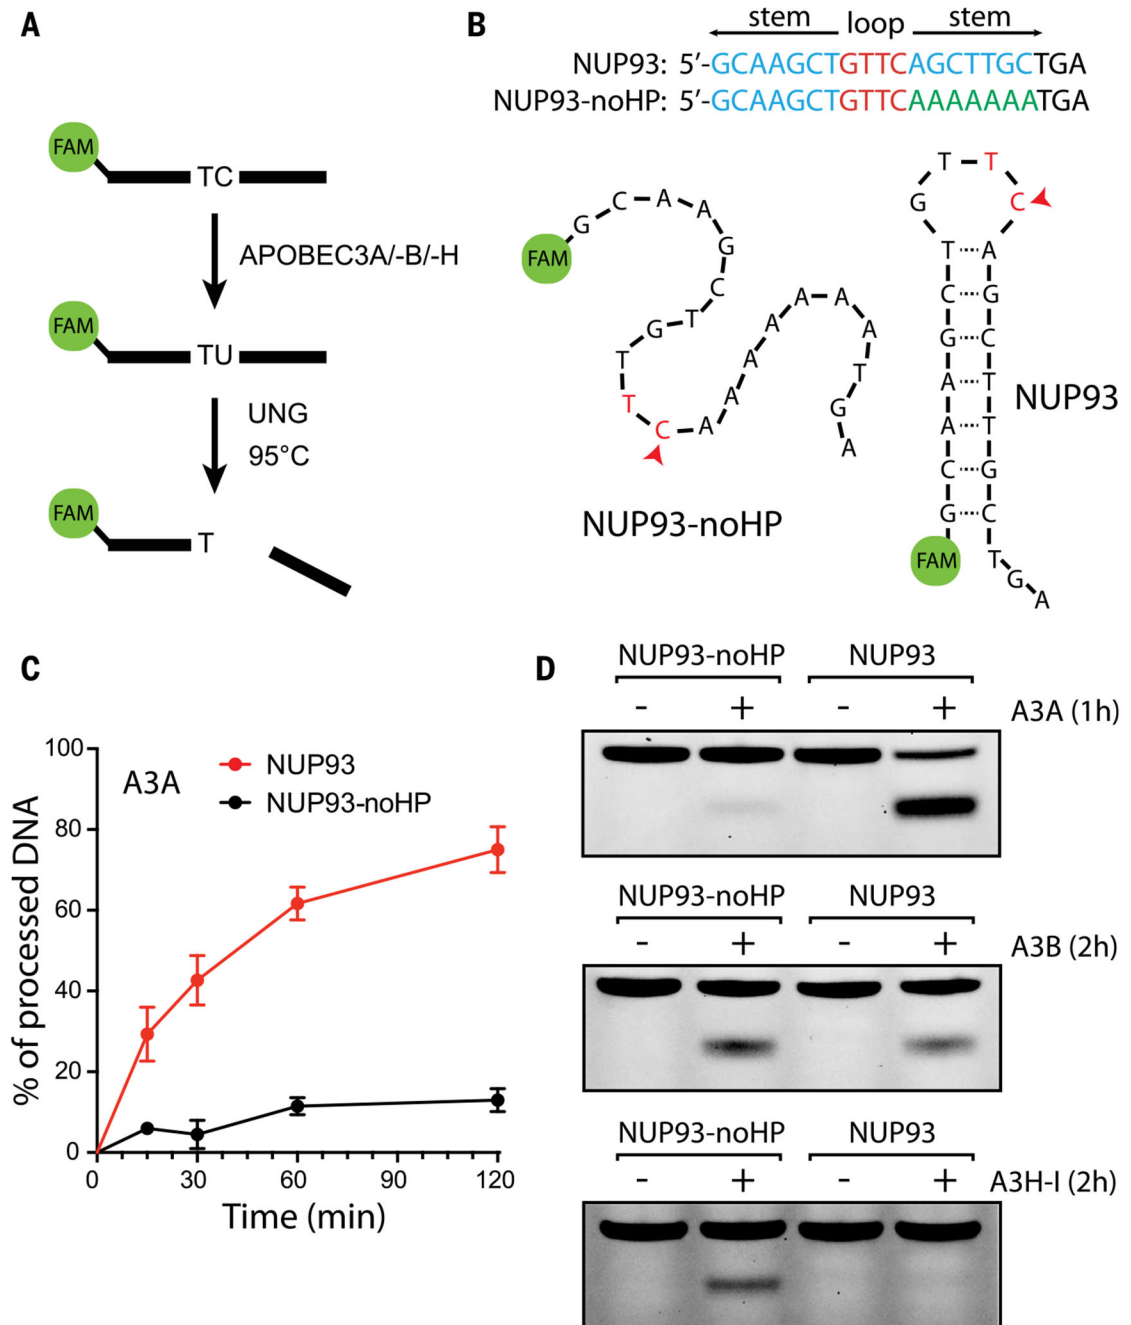 A
FAM
TC
APOBEC3A/-B/-H
FAM
TU
UNG
95°C
FAM
T
B
stem loop stem
NUP93: 5′-GCAAGCTGTTCAGCTTGCTGA
NUP93-noHP: 5′-GCAAGCTGTTCAAAAAAATGA
FAM
G C A A G C T G T T C A A A A A A A T G A
NUP93-noHP
T T
G C
T A
C G
G C
A T
A T
C G
G C
FAM
T G A
NUP93
C
A3A
NUP93
NUP93-noHP
% of processed DNA
100
80
60
40
20
0
0 30 60 90 120
Time (min)
D
NUP93-noHP NUP93
- + - + A3A (1h)
NUP93-noHP NUP93
- + - + A3B (2h)
NUP93-noHP NUP93
- + - + A3H-I (2h)